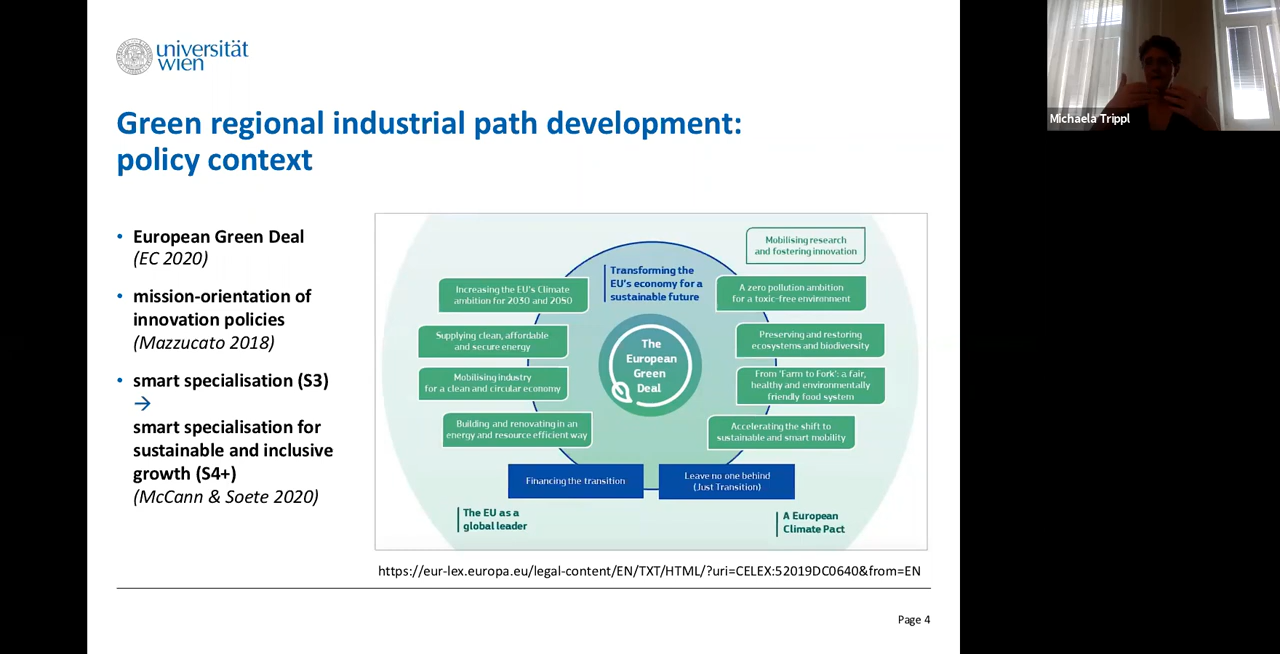 universität
wien
Michaela Trippl
Green regional industrial path development:
policy context
• European Green Deal
(EC 2020)
• mission-orientation of
innovation policies
(Mazzucato 2018)
• smart specialisation (S3)
→
smart specialisation for
sustainable and inclusive
growth (S4+)
(McCann & Soete 2020)
Mobilising research
and fostering innovation
Transforming the
EU's economy for a
sustainable future
Increasing the EU's Climate
ambition for 2030 and 2050
A zero pollution ambition
for a toxic-free environment
Supplying clean, affordable
and secure energy
Preserving and restoring
ecosystems and biodiversity
The
European
Green
Deal
Mobilising industry
for a clean and circular economy
From 'Farm to Fork': a fair,
healthy and environmentally
friendly food system
Building and renovating in an
energy and resource efficient way
Accelerating the shift to
sustainable and smart mobility
Financing the transition
Leave no one behind
(Just Transition)
The EU as a
global leader
A European
Climate Pact
https://eur-lex.europa.eu/legal-content/EN/TXT/HTML/?uri=CELEX:52019DC0640&from=EN
Page 4